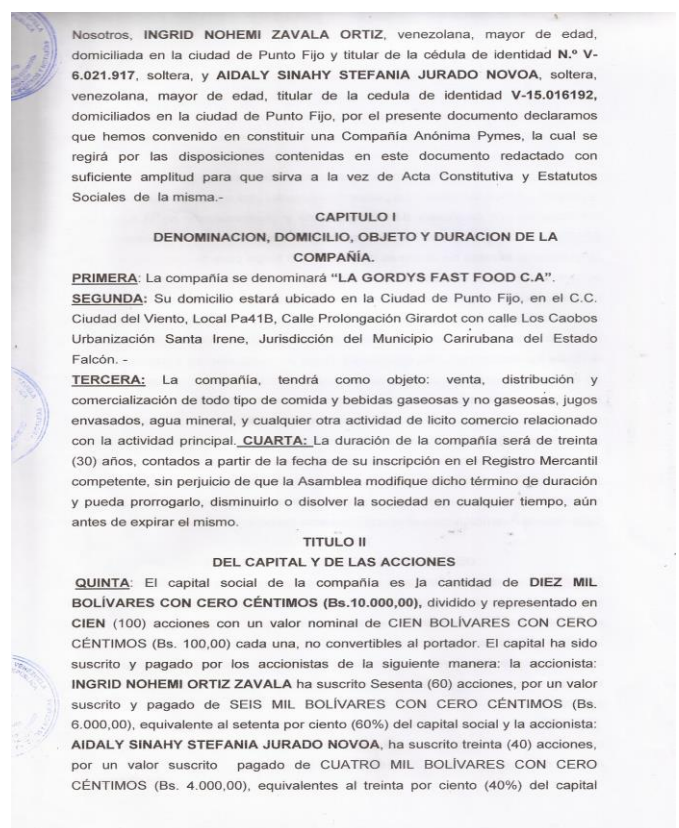 Nosotros, INGRID NOHEMI ZAVALA ORTIZ, venezolana, mayor de edad,
domiciliada en la ciudad de Punto Fijo y titular de la cédula de identidad N.º V-
6.021.917, soltera, y AIDALY SINAHY STEFANIA JURADO NOVOA, soltera,
venezolana, mayor de edad, titular de la cedula de identidad V-15.016192,
domiciliados en la ciudad de Punto Fijo, por el presente documento declaramos
que hemos convenido en constituir una Compañía Anónima Pymes, la cual se
regirá por las disposiciones contenidas en este documento redactado con
suficiente amplitud para que sirva a la vez de Acta Constitutiva y Estatutos
Sociales de la misma.-
CAPITULO I
DENOMINACION, DOMICILIO, OBJETO Y DURACION DE LA
COMPAÑÍA.
PRIMERA: La compañía se denominará “LA GORDYS FAST FOOD C.A”.
SEGUNDA: Su domicilio estará ubicado en la Ciudad de Punto Fijo, en el C.C.
Ciudad del Viento, Local Pa41B, Calle Prolongación Girardot con calle Los Caobos
Urbanización Santa Irene, Jurisdicción del Municipio Carirubana del Estado
Falcón. -
TERCERA: La compañía, tendrá como objeto: venta, distribución y
comercialización de todo tipo de comida y bebidas gaseosas y no gaseosas, jugos
envasados, agua mineral, y cualquier otra actividad de licito comercio relacionado
con la actividad principal. CUARTA: La duración de la compañía será de treinta
(30) años, contados a partir de la fecha de su inscripción en el Registro Mercantil
competente, sin perjuicio de que la Asamblea modifique dicho término de duración
y pueda prorrogarlo, disminuirlo o disolver la sociedad en cualquier tiempo, aún
antes de expirar el mismo.
TITULO II
DEL CAPITAL Y DE LAS ACCIONES
QUINTA: El capital social de la compañía es la cantidad de DIEZ MIL
BOLÍVARES CON CERO CÉNTIMOS (Bs.10.000,00), dividido y representado en
CIEN (100) acciones con un valor nominal de CIEN BOLÍVARES CON CERO
CÉNTIMOS (Bs. 100,00) cada una, no convertibles al portador. El capital ha sido
suscrito y pagado por los accionistas de la siguiente manera: la accionista:
INGRID NOHEMI ORTIZ ZAVALA ha suscrito Sesenta (60) acciones, por un valor
suscrito y pagado de SEIS MIL BOLÍVARES CON CERO CÉNTIMOS (Bs.
6.000,00), equivalente al setenta por ciento (60%) del capital social y la accionista:
AIDALY SINAHY STEFANIA JURADO NOVOA, ha suscrito treinta (40) acciones,
por un valor suscrito pagado de CUATRO MIL BOLÍVARES CON CERO
CÉNTIMOS (Bs. 4.000,00), equivalentes al treinta por ciento (40%) del capital